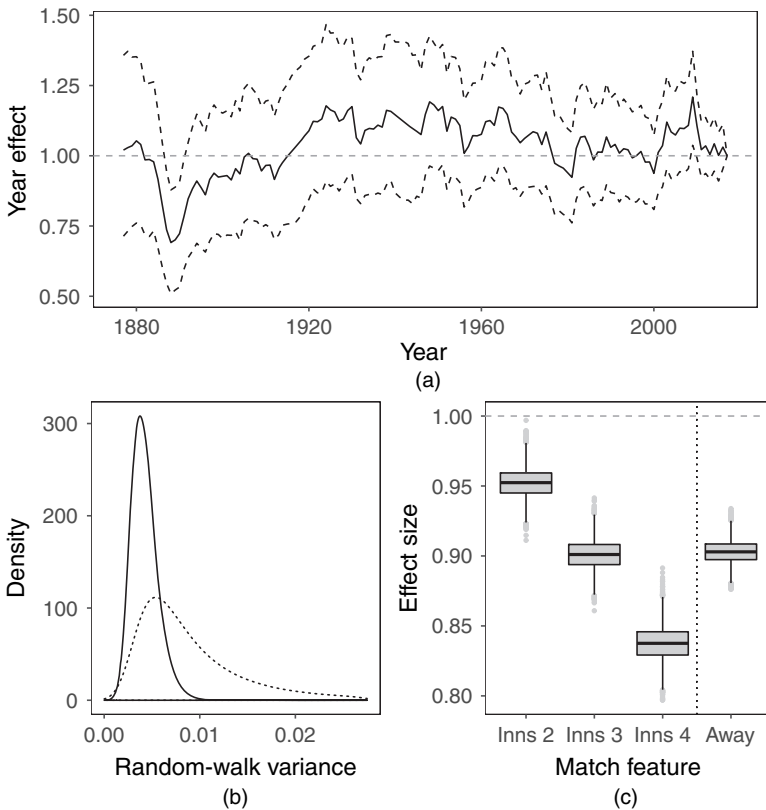 1.50
1.25
1.00
0.75
0.50
Year effect
1880 1920 1960 2000
Year
(a)
300
200
100
0
Density
0.00 0.01 0.02
Random-walk variance
(b)
1.00
0.95
0.90
0.85
0.80
Effect size
Inns 2 Inns 3 Inns 4 Away
Match feature
(c)